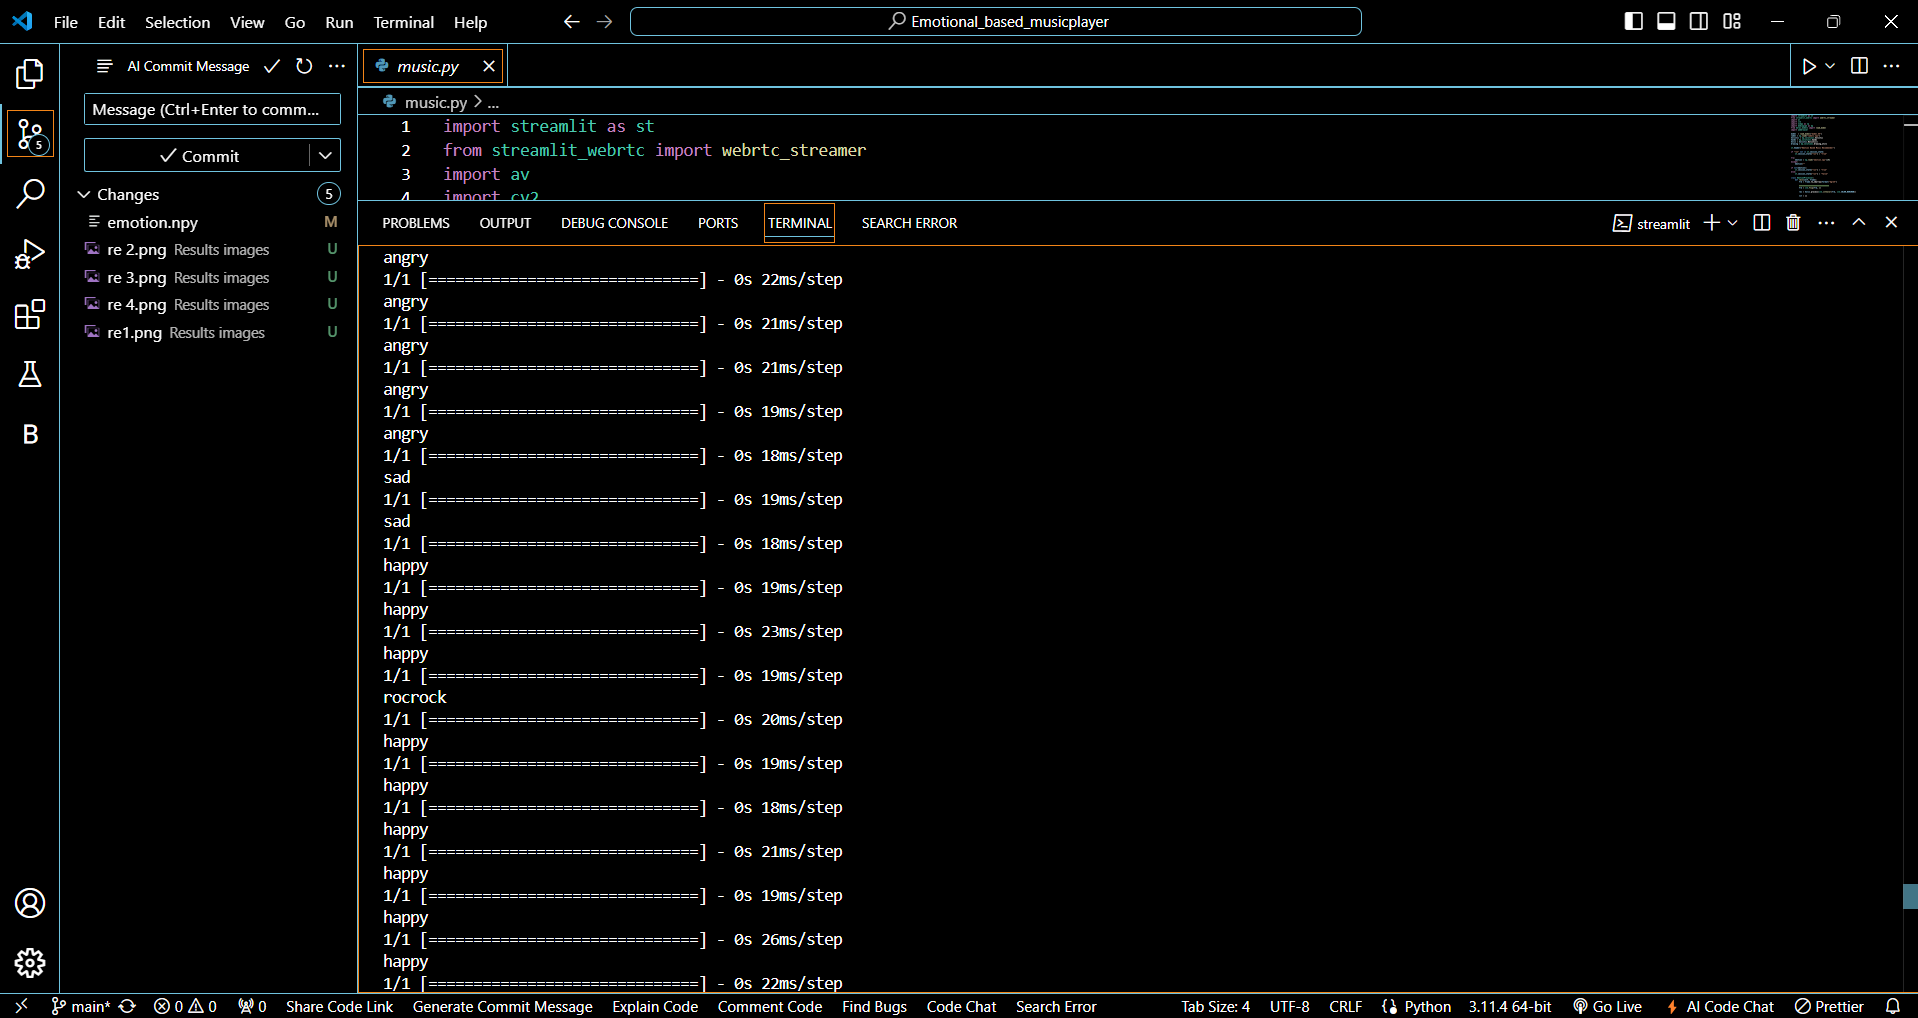 File Edit Selection View Go Run Terminal Help
Emotional_based_musicplayer
AI Commit Message
Message (Ctrl+Enter to comm...
Commit
Changes 5
emotion.npy M
re 2.png Results images U
re 3.png Results images U
re 4.png Results images U
re1.png Results images U
5
B
music.py
music.py > ...
1 import streamlit as st
2 from streamlit_webrtc import webrtc_streamer
3 import av
4 import cv2
PROBLEMS OUTPUT DEBUG CONSOLE PORTS TERMINAL SEARCH ERROR
streamlit
angry
1/1 [==============================] - 0s 22ms/step
angry
1/1 [==============================] - 0s 21ms/step
angry
1/1 [==============================] - 0s 21ms/step
angry
1/1 [==============================] - 0s 19ms/step
angry
1/1 [==============================] - 0s 18ms/step
sad
1/1 [==============================] - 0s 19ms/step
sad
1/1 [==============================] - 0s 18ms/step
happy
1/1 [==============================] - 0s 19ms/step
happy
1/1 [==============================] - 0s 23ms/step
happy
1/1 [==============================] - 0s 19ms/step
rocrock
1/1 [==============================] - 0s 20ms/step
happy
1/1 [==============================] - 0s 19ms/step
happy
1/1 [==============================] - 0s 18ms/step
happy
1/1 [==============================] - 0s 21ms/step
happy
1/1 [==============================] - 0s 19ms/step
happy
1/1 [==============================] - 0s 26ms/step
happy
1/1 [==============================] - 0s 22ms/step
main* 0 0 0 Share Code Link Generate Commit Message Explain Code Comment Code Find Bugs Code Chat Search Error Tab Size: 4 UTF-8 CRLF Python 3.11.4 64-bit Go Live AI Code Chat Prettier